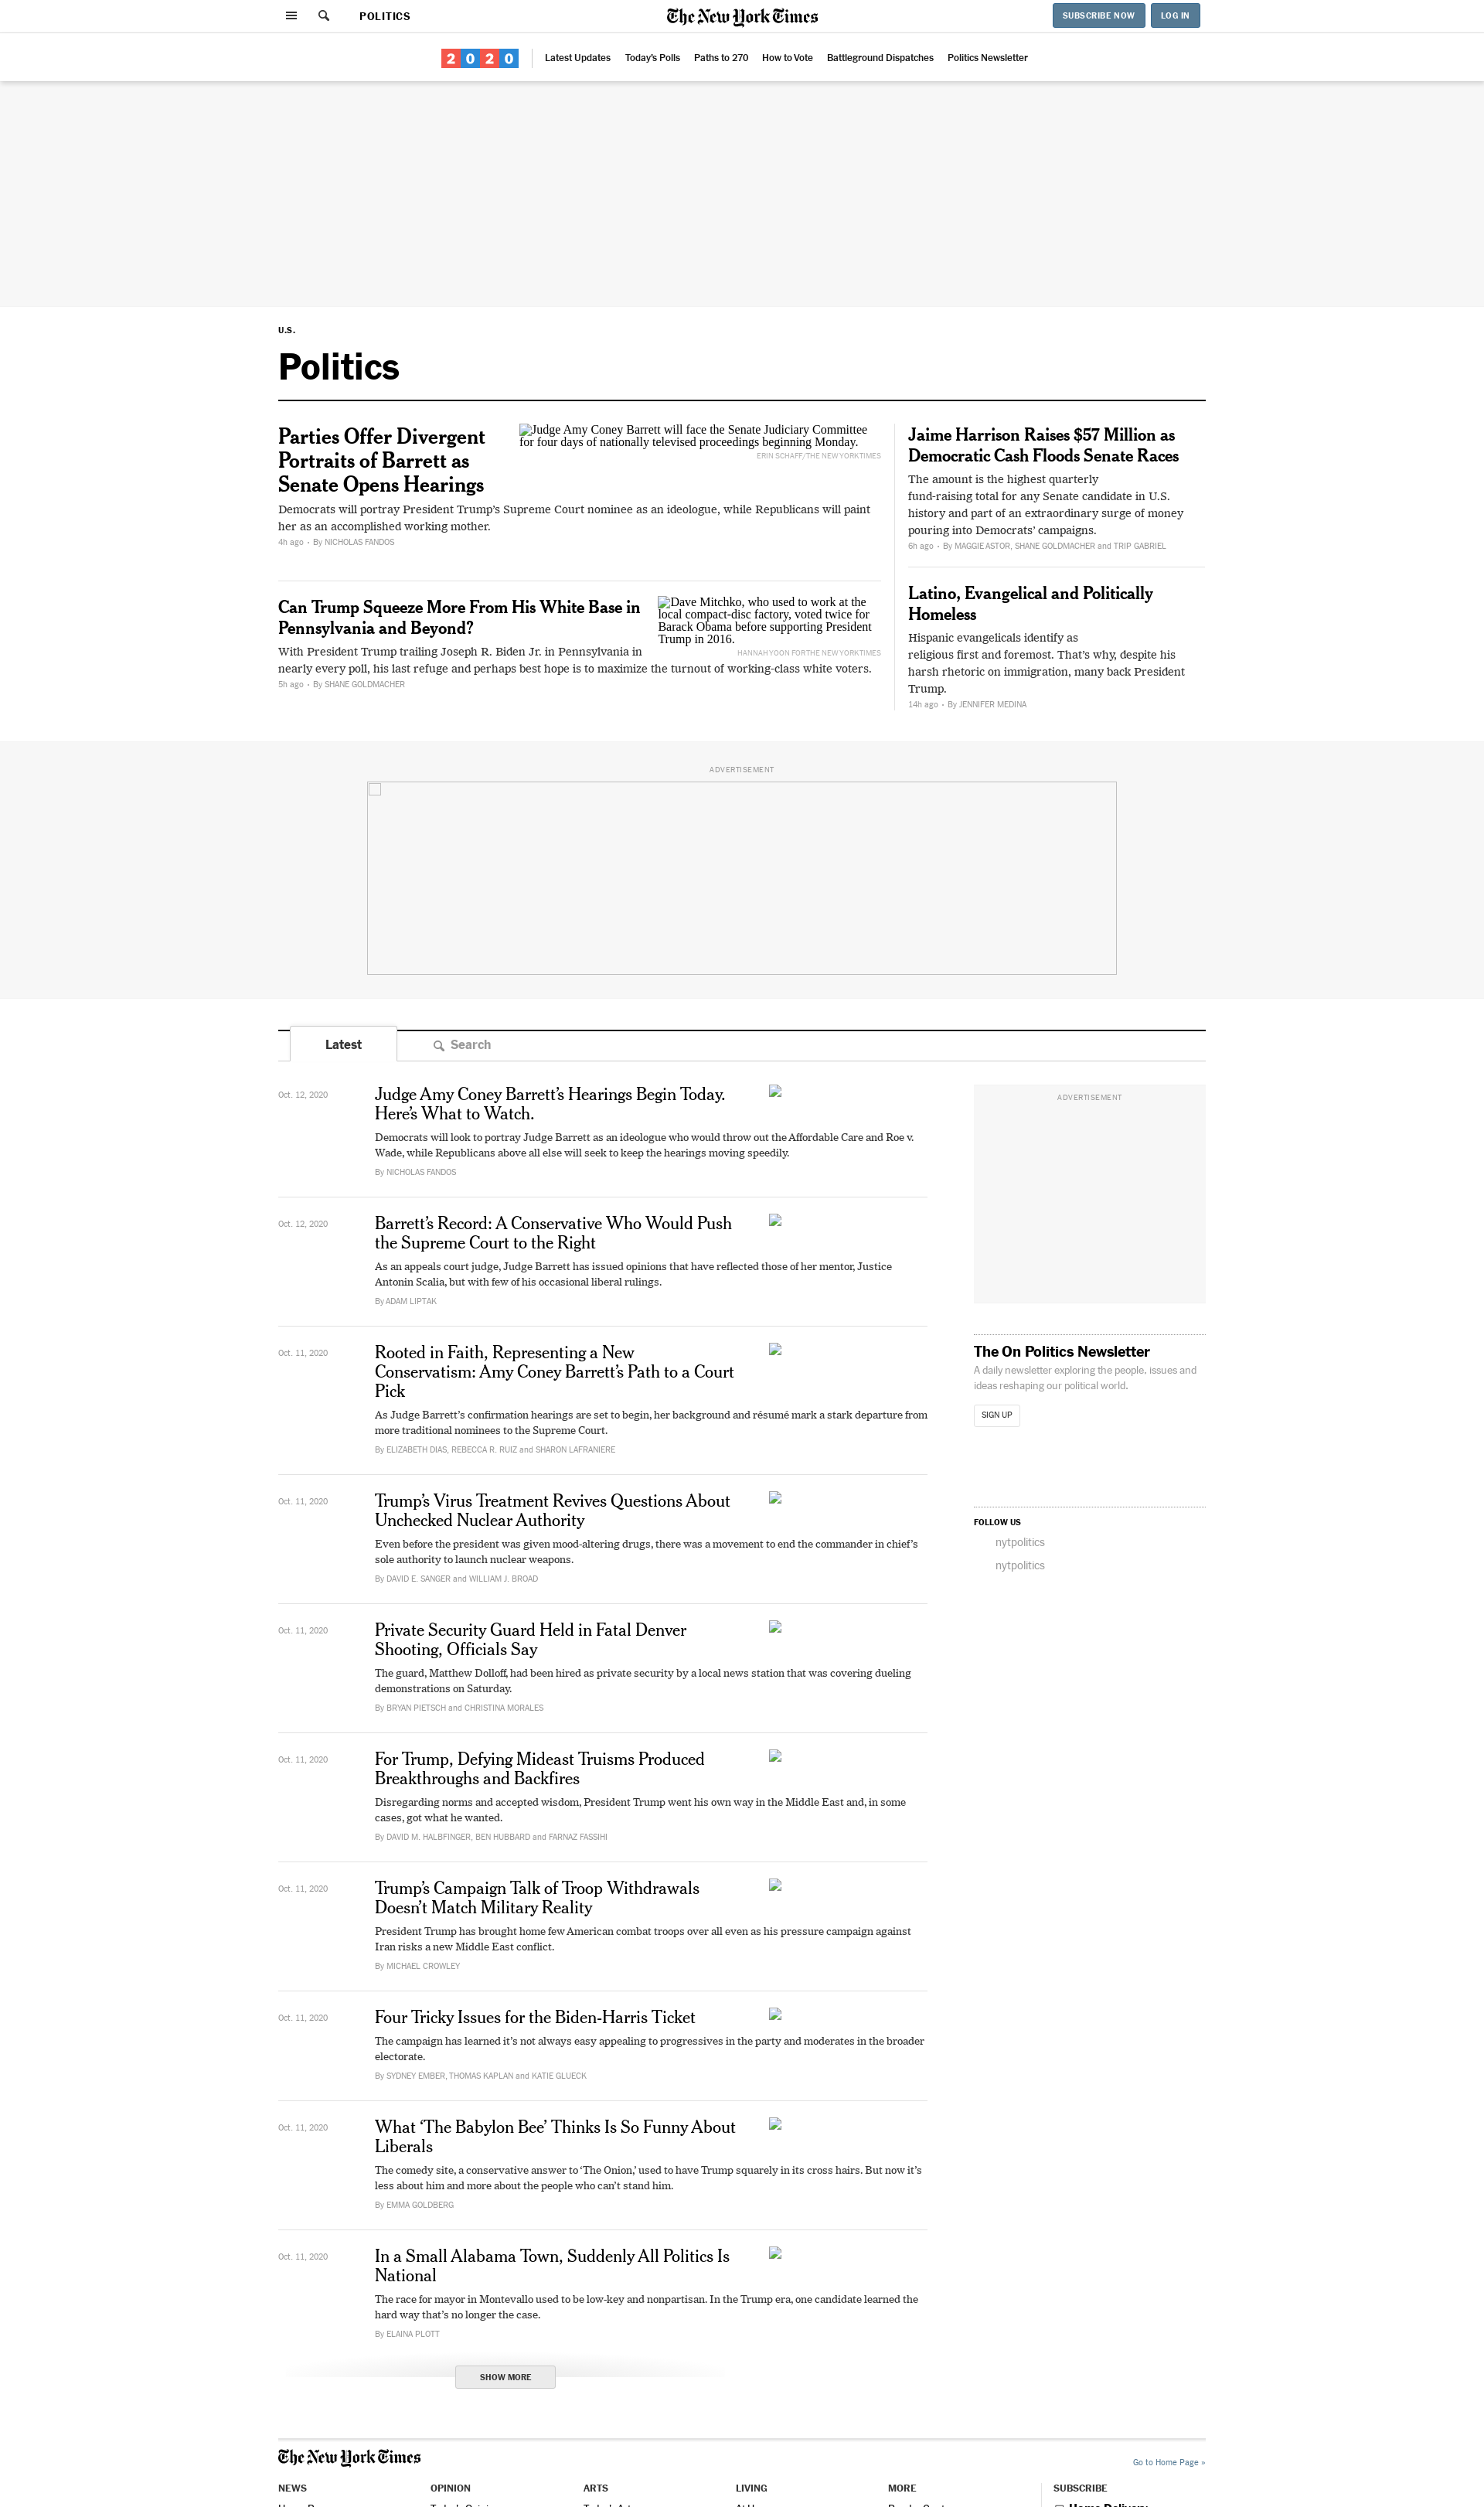 POLITICS
The New York Times
SUBSCRIBE NOW
LOG IN
2020
Latest Updates
Today's Polls
Paths to 270
How to Vote
Battleground Dispatches
Politics Newsletter
U.S.
Politics
Parties Offer Divergent
Portraits of Barrett as
Senate Opens Hearings
Judge Amy Coney Barrett will face the Senate Judiciary Committee
for four days of nationally televised proceedings beginning Monday.
ERIN SCHAFF/THE NEW YORK TIMES
Democrats will portray President Trump’s Supreme Court nominee as an ideologue, while Republicans will paint
her as an accomplished working mother.
4h ago • By NICHOLAS FANDOS
Can Trump Squeeze More From His White Base in
Pennsylvania and Beyond?
Dave Mitchko, who used to work at the
local compact-disc factory, voted twice for
Barack Obama before supporting President
Trump in 2016.
HANNAH YOON FOR THE NEW YORK TIMES
With President Trump trailing Joseph R. Biden Jr. in Pennsylvania in
nearly every poll, his last refuge and perhaps best hope is to maximize the turnout of working-class white voters.
5h ago • By SHANE GOLDMACHER
Jaime Harrison Raises $57 Million as
Democratic Cash Floods Senate Races
The amount is the highest quarterly
fund-raising total for any Senate candidate in U.S.
history and part of an extraordinary surge of money
pouring into Democrats’ campaigns.
6h ago • By MAGGIE ASTOR, SHANE GOLDMACHER and TRIP GABRIEL
Latino, Evangelical and Politically
Homeless
Hispanic evangelicals identify as
religious first and foremost. That’s why, despite his
harsh rhetoric on immigration, many back President
Trump.
14h ago • By JENNIFER MEDINA
ADVERTISEMENT
Latest
Search
Oct. 12, 2020
Judge Amy Coney Barrett’s Hearings Begin Today.
Here’s What to Watch.
Democrats will look to portray Judge Barrett as an ideologue who would throw out the Affordable Care and Roe v.
Wade, while Republicans above all else will seek to keep the hearings moving speedily.
By NICHOLAS FANDOS
Oct. 12, 2020
Barrett’s Record: A Conservative Who Would Push
the Supreme Court to the Right
As an appeals court judge, Judge Barrett has issued opinions that have reflected those of her mentor, Justice
Antonin Scalia, but with few of his occasional liberal rulings.
By ADAM LIPTAK
Oct. 11, 2020
Rooted in Faith, Representing a New
Conservatism: Amy Coney Barrett’s Path to a Court
Pick
As Judge Barrett’s confirmation hearings are set to begin, her background and résumé mark a stark departure from
more traditional nominees to the Supreme Court.
By ELIZABETH DIAS, REBECCA R. RUIZ and SHARON LAFRANIERE
Oct. 11, 2020
Trump’s Virus Treatment Revives Questions About
Unchecked Nuclear Authority
Even before the president was given mood-altering drugs, there was a movement to end the commander in chief’s
sole authority to launch nuclear weapons.
By DAVID E. SANGER and WILLIAM J. BROAD
Oct. 11, 2020
Private Security Guard Held in Fatal Denver
Shooting, Officials Say
The guard, Matthew Dolloff, had been hired as private security by a local news station that was covering dueling
demonstrations on Saturday.
By BRYAN PIETSCH and CHRISTINA MORALES
Oct. 11, 2020
For Trump, Defying Mideast Truisms Produced
Breakthroughs and Backfires
Disregarding norms and accepted wisdom, President Trump went his own way in the Middle East and, in some
cases, got what he wanted.
By DAVID M. HALBFINGER, BEN HUBBARD and FARNAZ FASSIHI
Oct. 11, 2020
Trump’s Campaign Talk of Troop Withdrawals
Doesn’t Match Military Reality
President Trump has brought home few American combat troops over all even as his pressure campaign against
Iran risks a new Middle East conflict.
By MICHAEL CROWLEY
Oct. 11, 2020
Four Tricky Issues for the Biden-Harris Ticket
The campaign has learned it’s not always easy appealing to progressives in the party and moderates in the broader
electorate.
By SYDNEY EMBER, THOMAS KAPLAN and KATIE GLUECK
Oct. 11, 2020
What ‘The Babylon Bee’ Thinks Is So Funny About
Liberals
The comedy site, a conservative answer to ‘The Onion,’ used to have Trump squarely in its cross hairs. But now it’s
less about him and more about the people who can’t stand him.
By EMMA GOLDBERG
Oct. 11, 2020
In a Small Alabama Town, Suddenly All Politics Is
National
The race for mayor in Montevallo used to be low-key and nonpartisan. In the Trump era, one candidate learned the
hard way that’s no longer the case.
By ELAINA PLOTT
SHOW MORE
ADVERTISEMENT
The On Politics Newsletter
A daily newsletter exploring the people, issues and
ideas reshaping our political world.
SIGN UP
FOLLOW US
nytpolitics
nytpolitics
The New York Times
Go to Home Page »
NEWS
OPINION
ARTS
LIVING
MORE
SUBSCRIBE